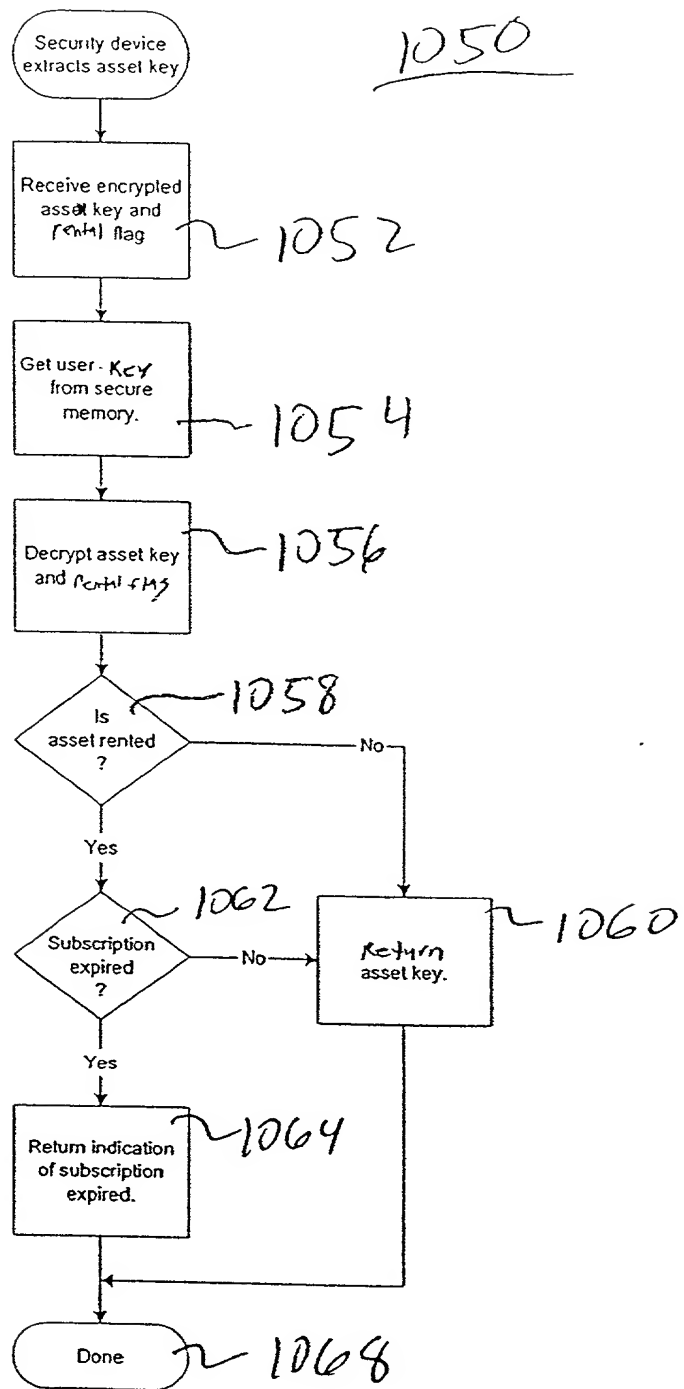 1050
Security device
extracts asset key
Receive encrypted
asset key and
rental flag
1052
Get user-Key
from secure
memory.
1054
Decrypt asset key
and rental flag
1056
Is
asset rented
?
1058
No
Yes
Subscription
expired
?
1062
No
Return
asset key.
1060
Yes
Return indication
of subscription
expired.
1064
Done
1068